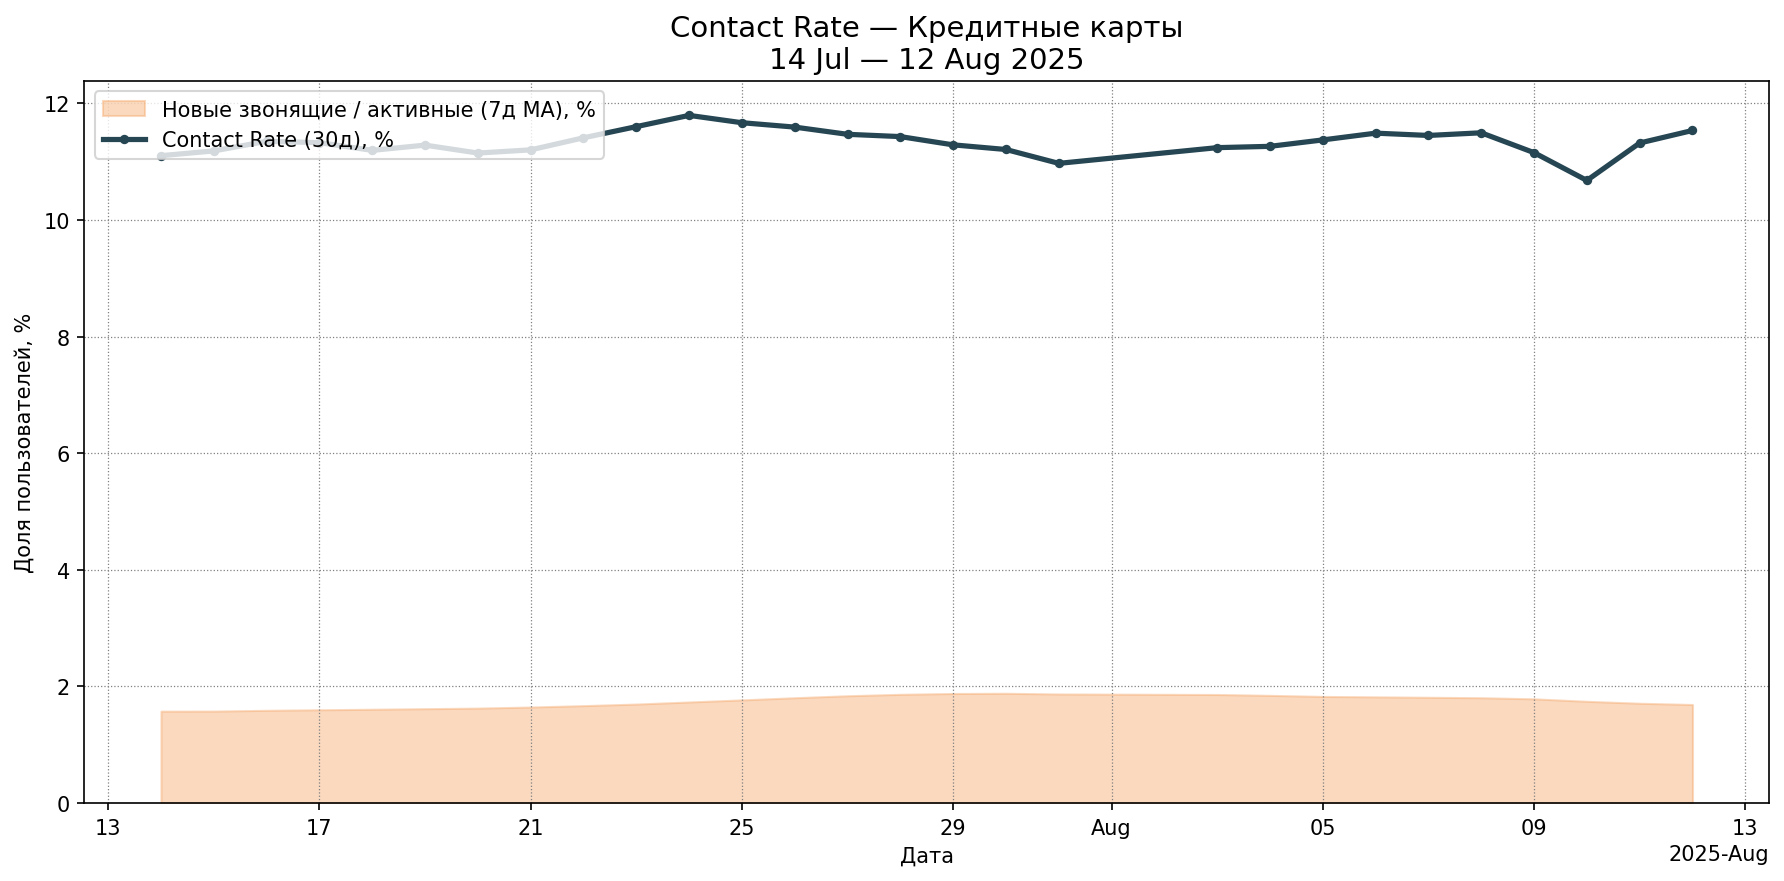 Contact Rate — Кредитные карты
14 Jul — 12 Aug 2025
Новые звонящие / активные (7д MA), %
Contact Rate (30д), %
Доля пользователей, %
12
10
8
6
4
2
0
13 17 21 25 29 Aug 05 09 13
Дата
2025-Aug